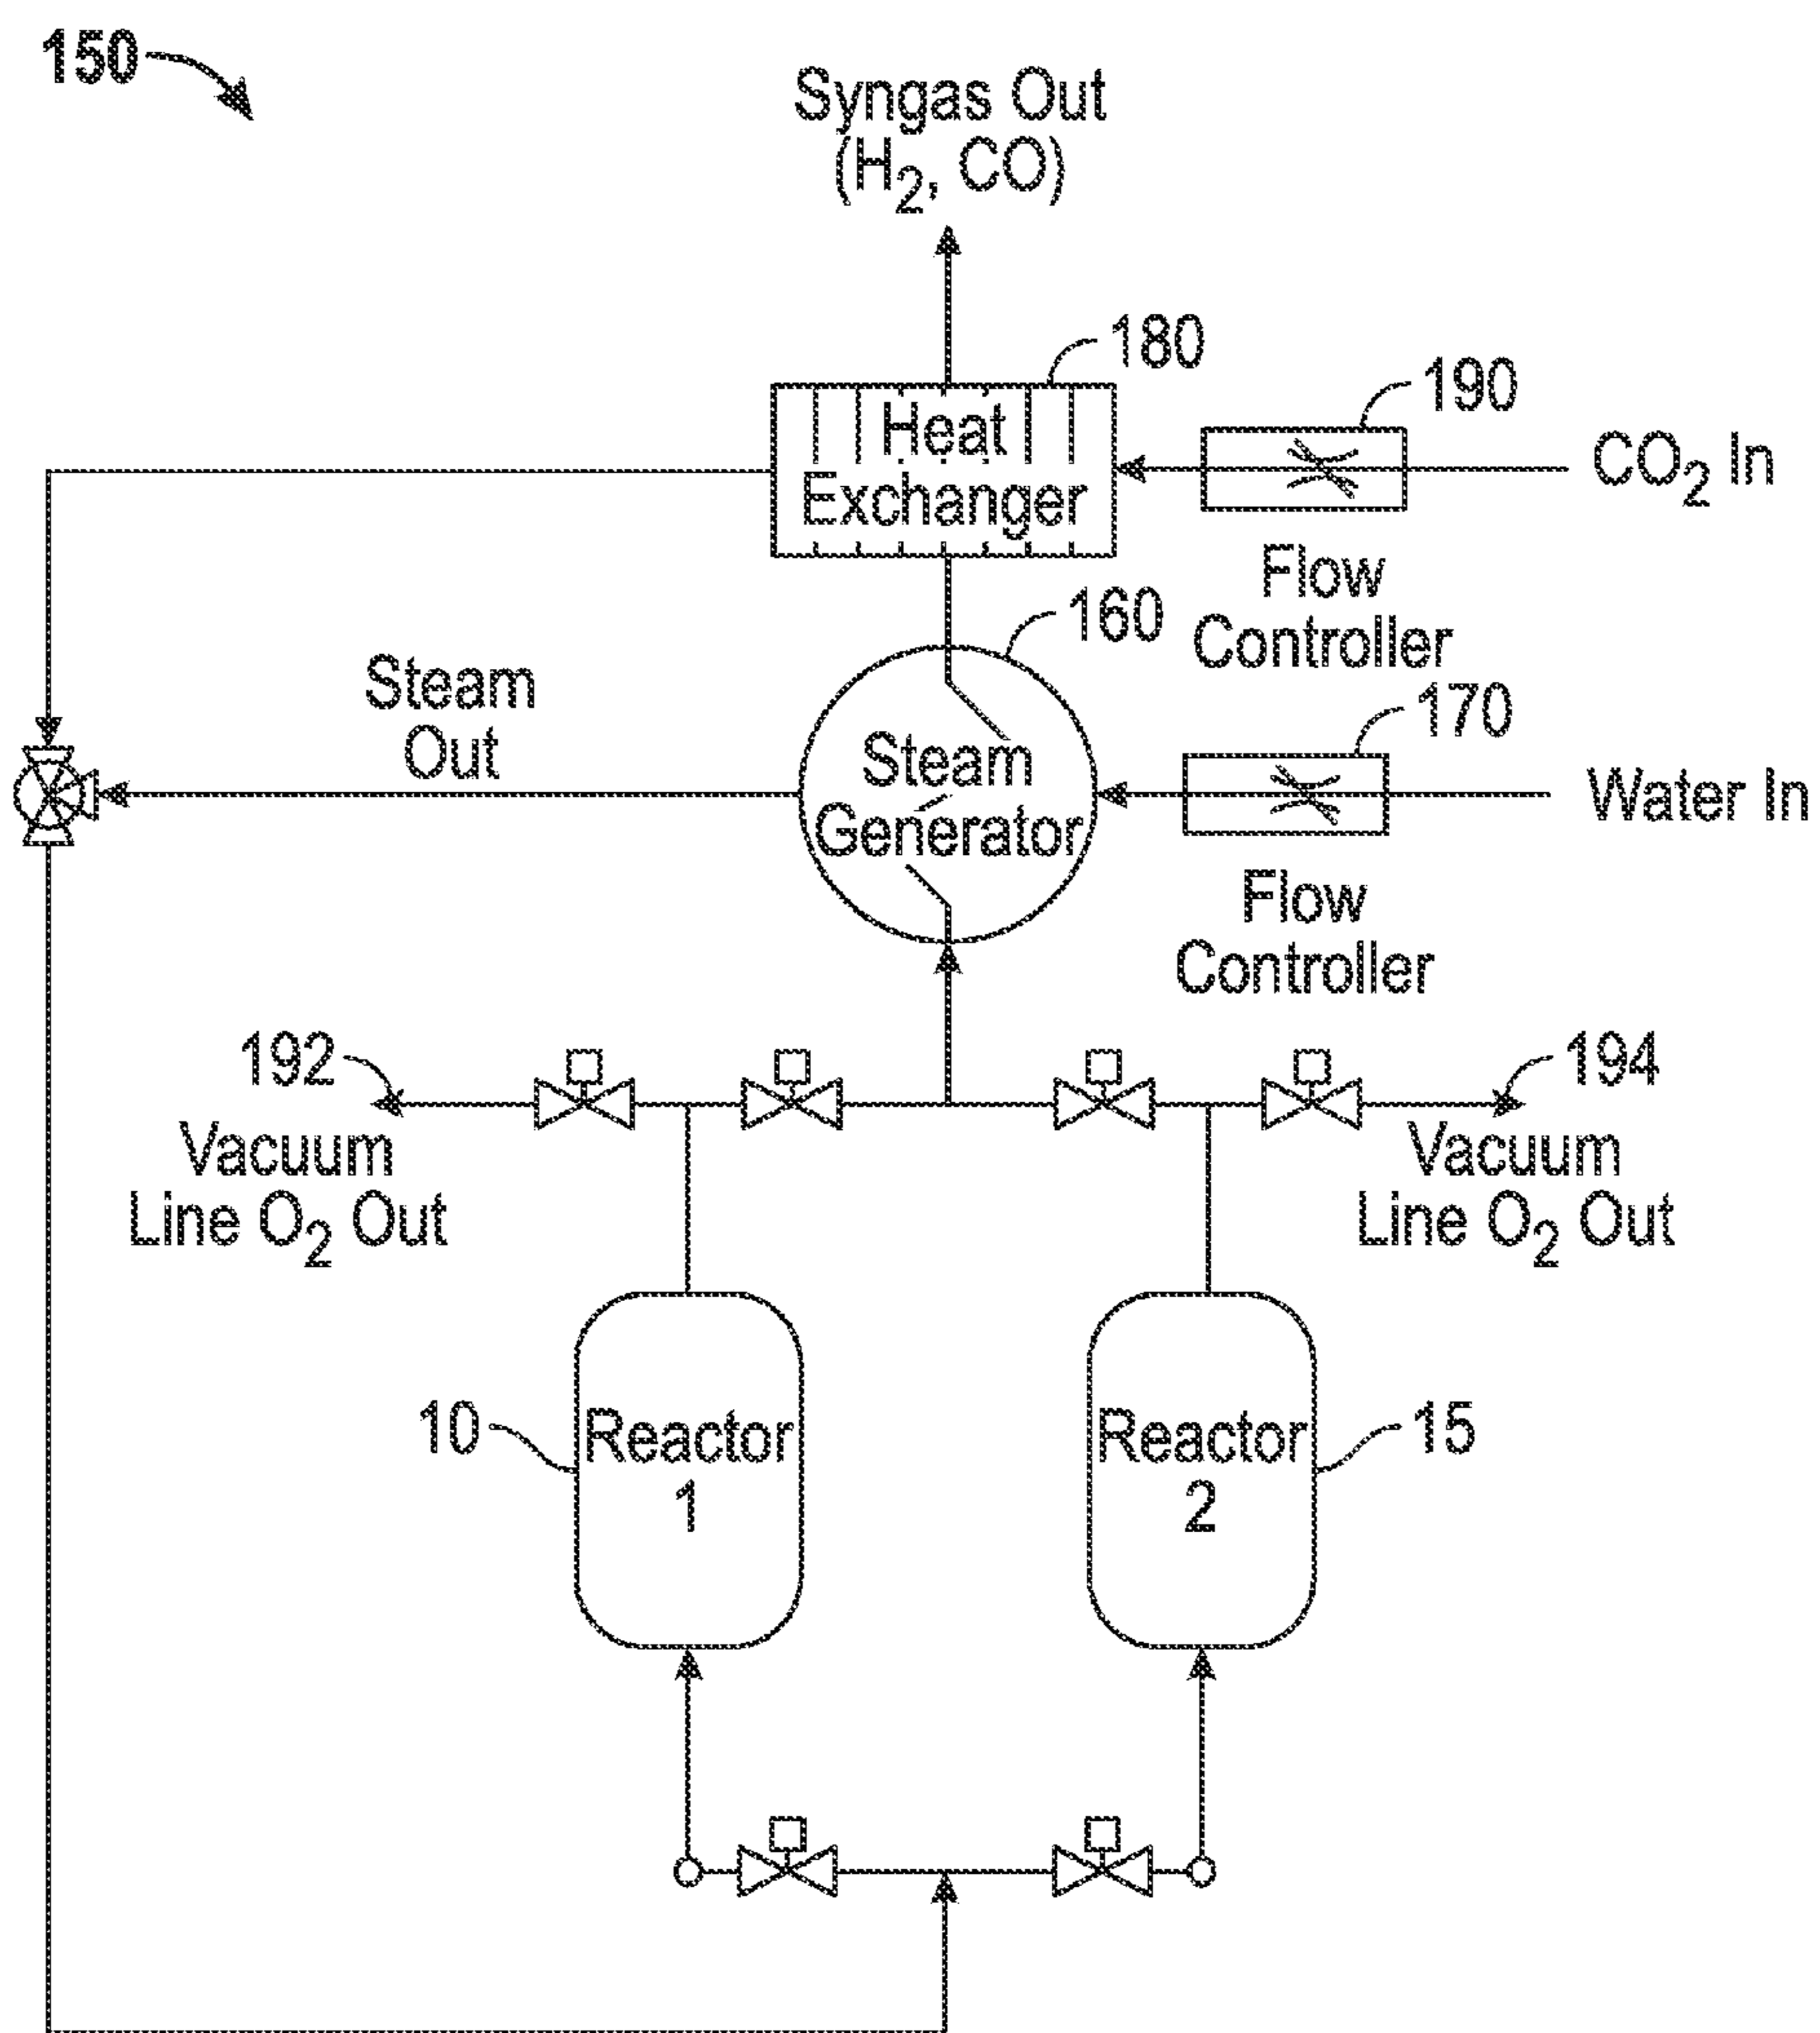 150
Syngas Out
(H₂, CO)
180
190
Heat
Exchanger
CO₂ In
Flow
Controller
160
Steam
Out
170
Steam
Generator
Water In
Flow
Controller
192
194
Vacuum
Line O₂ Out
Vacuum
Line O₂ Out
10
Reactor
1
Reactor
2
15